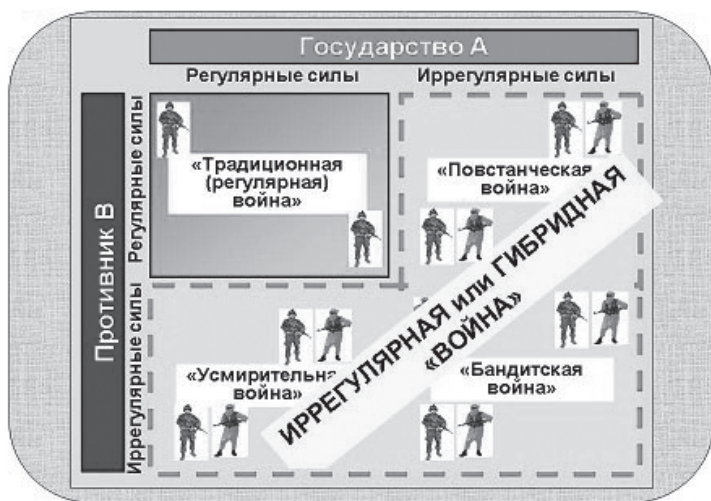 Государство А
Регулярные силы
Иррегулярные силы
Противник В
Регулярные силы
Иррегулярные силы
«Традиционная
(регулярная)
война»
«Повстанческая
война»
«Усмирительна
война»
«Бандитская
война»
ИРРЕГУЛЯРНАЯ или ГИБРИДНАЯ
«ВОЙНА»